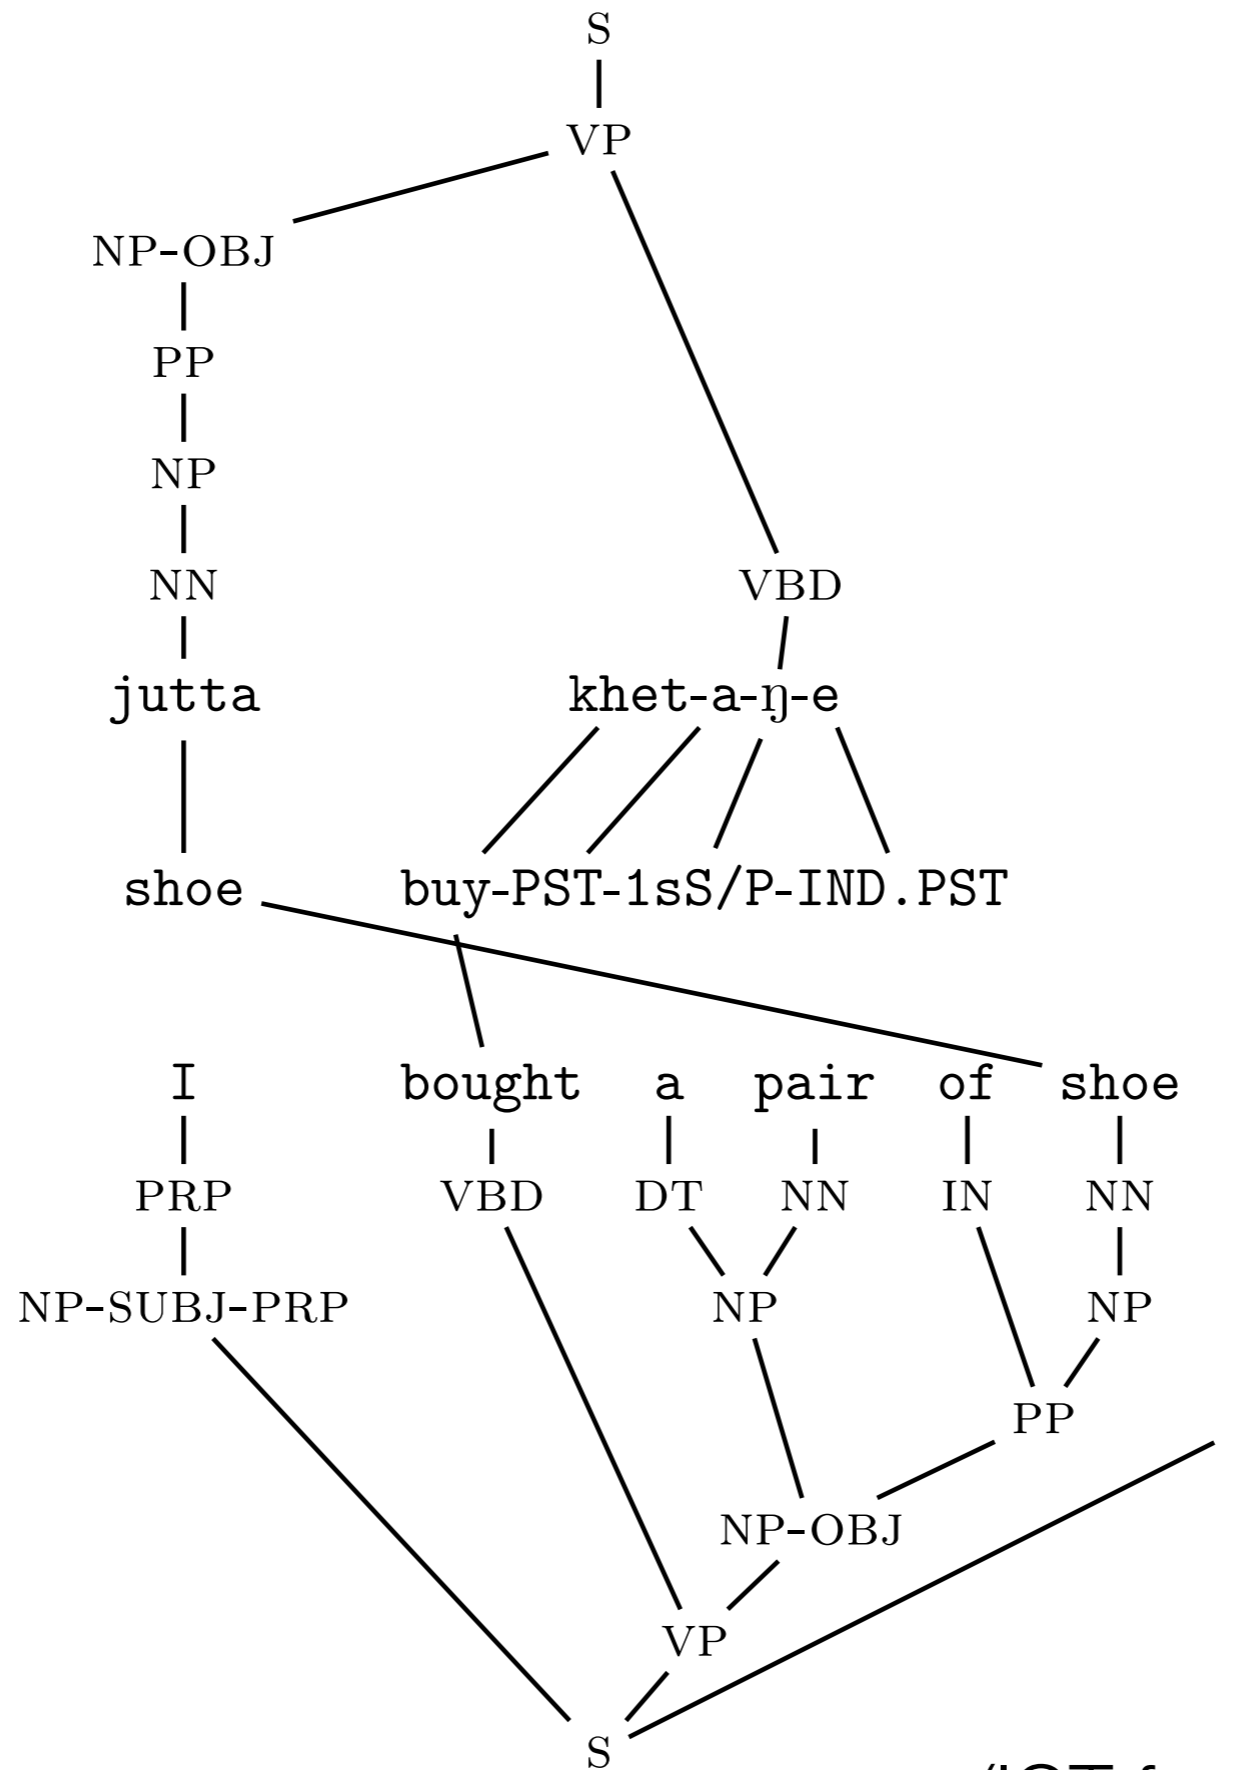 S
VP
NP-OBJ
PP
NP
NN
VBD
jutta khet-a-ŋ-e
shoe buy-PST-1sS/P-IND.PST
I bought a pair of shoe
PRP VBD DT NN IN NN
NP-SUBJ-PRP NP NP
PP
NP-OBJ
VP
S